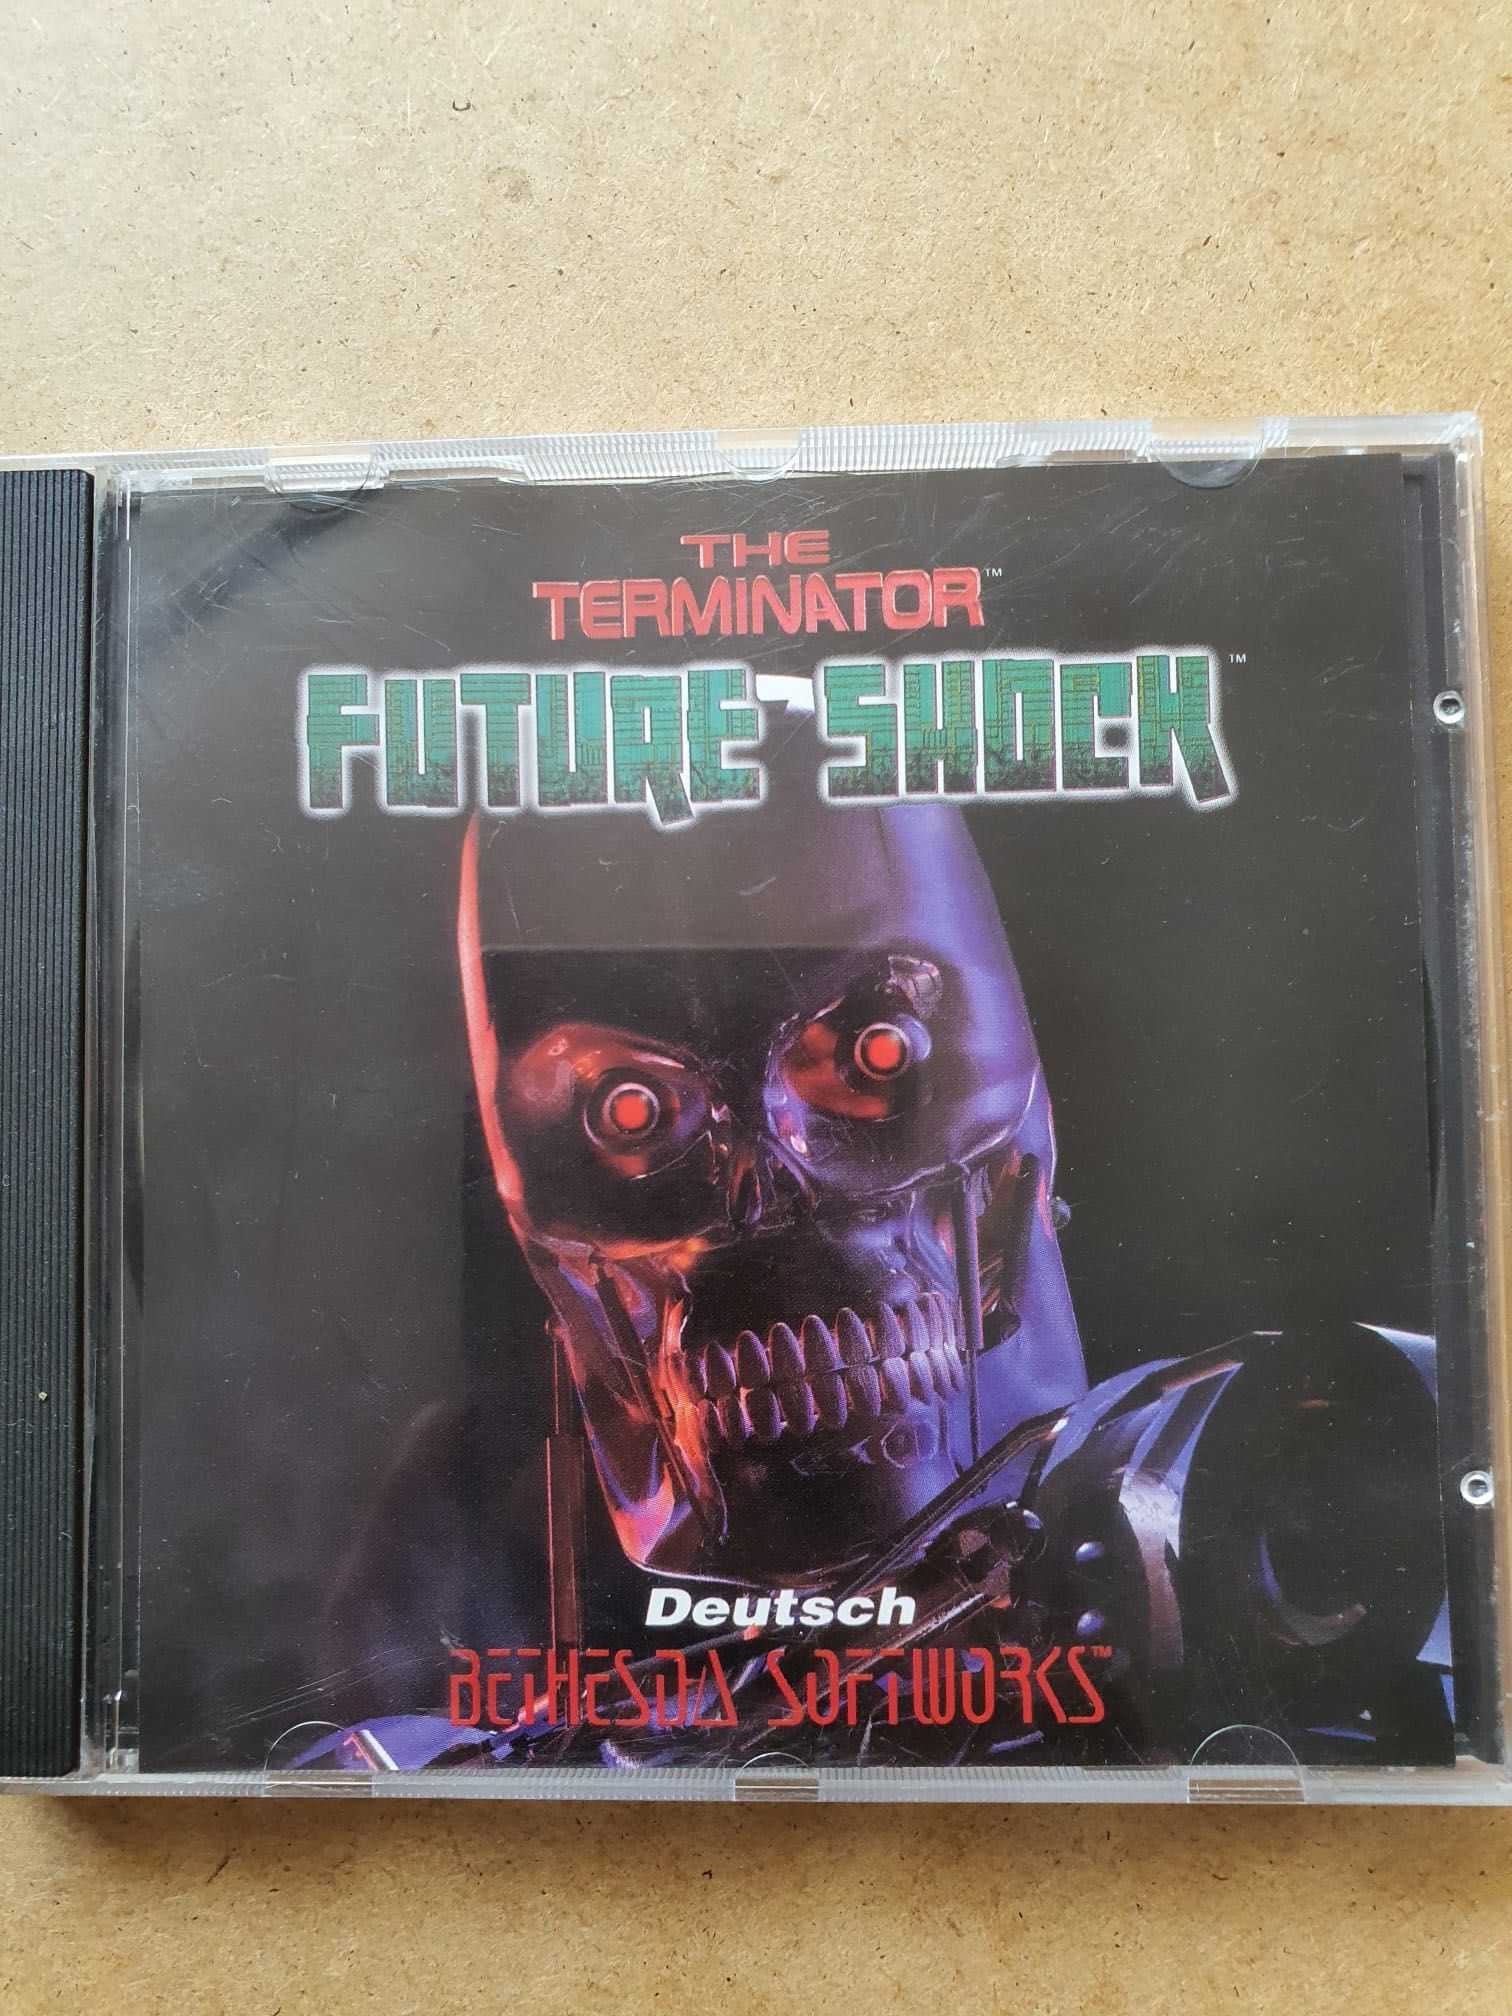 THE
TERMINATOR™
FUTURE SHOCK™
Deutsch
BETHESDA SOFTWORKS™